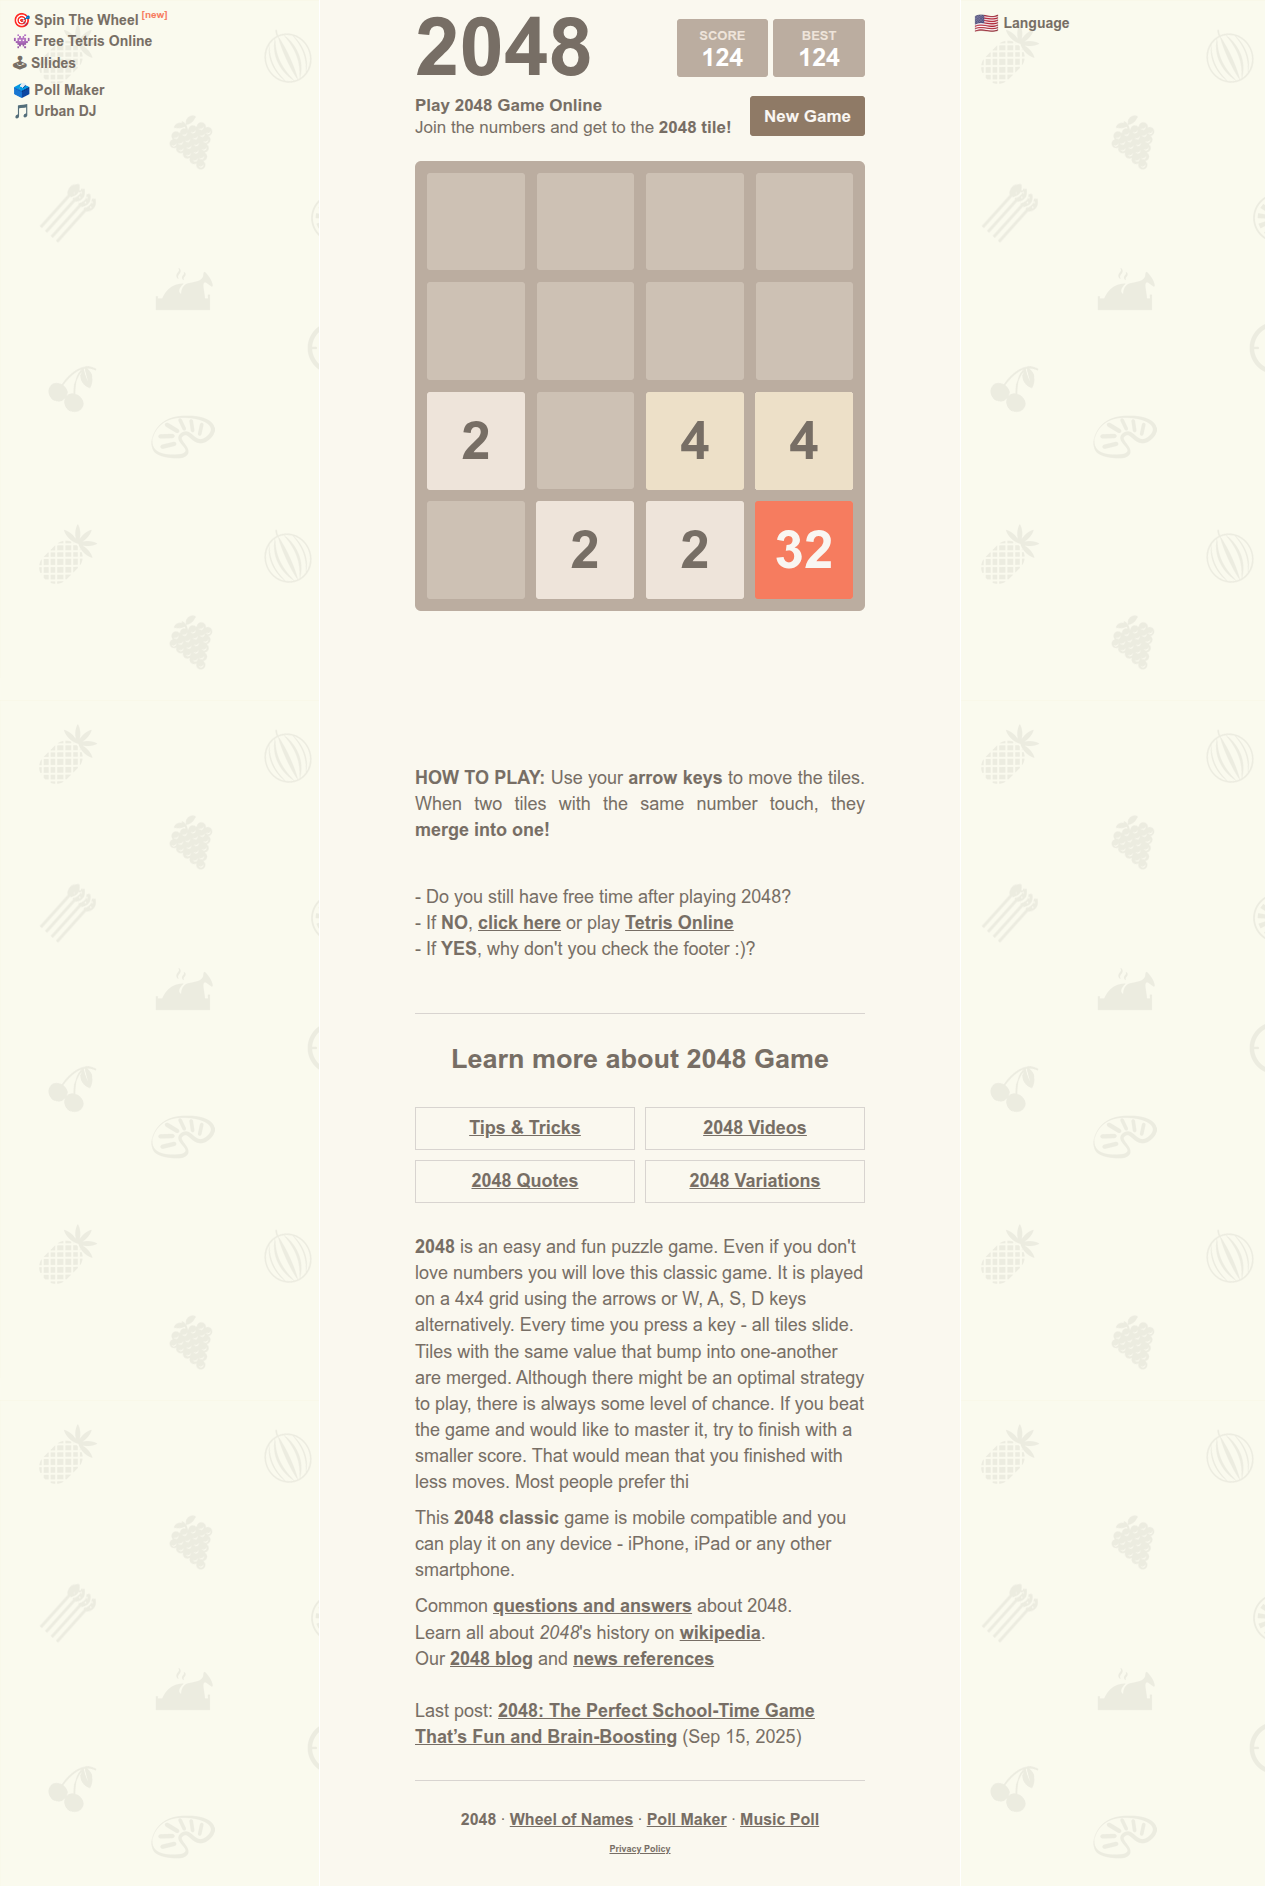 🎯 Spin The Wheel [new]
👾 Free Tetris Online
🕹 Sllides
🗳 Poll Maker
🎵 Urban DJ
🇺🇸 Language
2048
SCORE
124
BEST
124
Play 2048 Game Online
Join the numbers and get to the 2048 tile!
New Game
2 4 4
2 2 32
HOW TO PLAY: Use your arrow keys to move the tiles.
When two tiles with the same number touch, they
merge into one!
- Do you still have free time after playing 2048?
- If NO, click here or play Tetris Online
- If YES, why don't you check the footer :)?
Learn more about 2048 Game
Tips & Tricks
2048 Videos
2048 Quotes
2048 Variations
2048 is an easy and fun puzzle game. Even if you don't
love numbers you will love this classic game. It is played
on a 4x4 grid using the arrows or W, A, S, D keys
alternatively. Every time you press a key - all tiles slide.
Tiles with the same value that bump into one-another
are merged. Although there might be an optimal strategy
to play, there is always some level of chance. If you beat
the game and would like to master it, try to finish with a
smaller score. That would mean that you finished with
less moves. Most people prefer thi
This 2048 classic game is mobile compatible and you
can play it on any device - iPhone, iPad or any other
smartphone.
Common questions and answers about 2048.
Learn all about 2048's history on wikipedia.
Our 2048 blog and news references
Last post: 2048: The Perfect School-Time Game
That’s Fun and Brain-Boosting (Sep 15, 2025)
2048 · Wheel of Names · Poll Maker · Music Poll
Privacy Policy